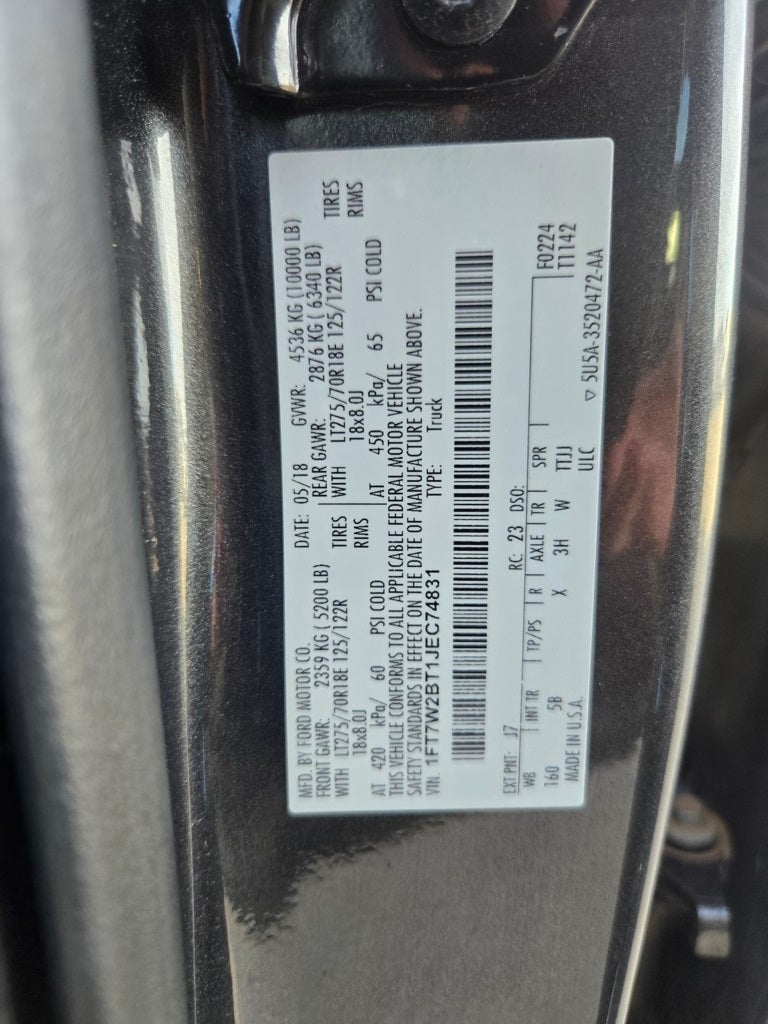 MFD. BY FORD MOTOR CO.
DATE: 05/18 GVWR: 4536 KG (10000 LB)
FRONT GAWR: 2359 KG ( 5200 LB) REAR GAWR: 2876 KG ( 6340 LB)
WITH LT275/70R18E 125/122R TIRES WITH LT275/70R18E 125/122R TIRES
18x8.0J RIMS 18x8.0J RIMS
AT 420 kPa/ 60 PSI COLD AT 450 kPa/ 65 PSI COLD
THIS VEHICLE CONFORMS TO ALL APPLICABLE FEDERAL MOTOR VEHICLE
SAFETY STANDARDS IN EFFECT ON THE DATE OF MANUFACTURE SHOWN ABOVE.
VIN: 1FT7W2BT1JEC74831 TYPE: Truck
EXT PNT: J7 RC: 23 DSO:
WB INT TR TP/PS R AXLE TR SPR F0224
160 5B X 3H W TTJJ T1142
MADE IN U.S.A. ULC
▽ 5U5A-3520472-AA